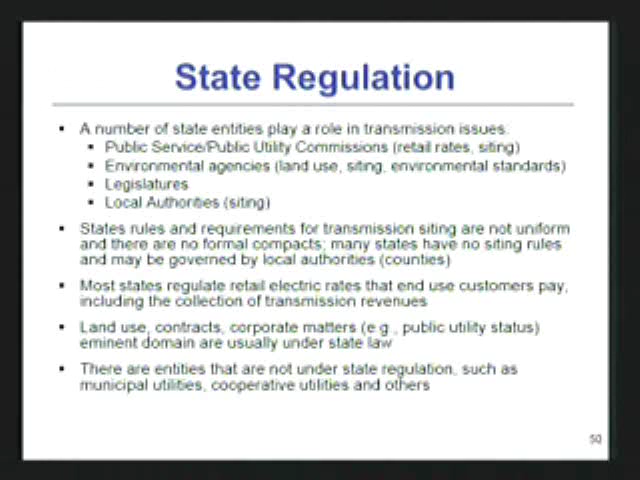 State Regulation
▪ A number of state entities play a role in transmission issues:
▪ Public Service/Public Utility Commissions (retail rates, siting)
▪ Environmental agencies (land use, siting, environmental standards)
▪ Legislatures
▪ Local Authorities (siting)
▪ States rules and requirements for transmission siting are not uniform
and there are no formal compacts; many states have no siting rules
and may be governed by local authorities (counties)
▪ Most states regulate retail electric rates that end use customers pay,
including the collection of transmission revenues
▪ Land use, contracts, corporate matters (e.g., public utility status)
eminent domain are usually under state law
▪ There are entities that are not under state regulation, such as
municipal utilities, cooperative utilities and others
50